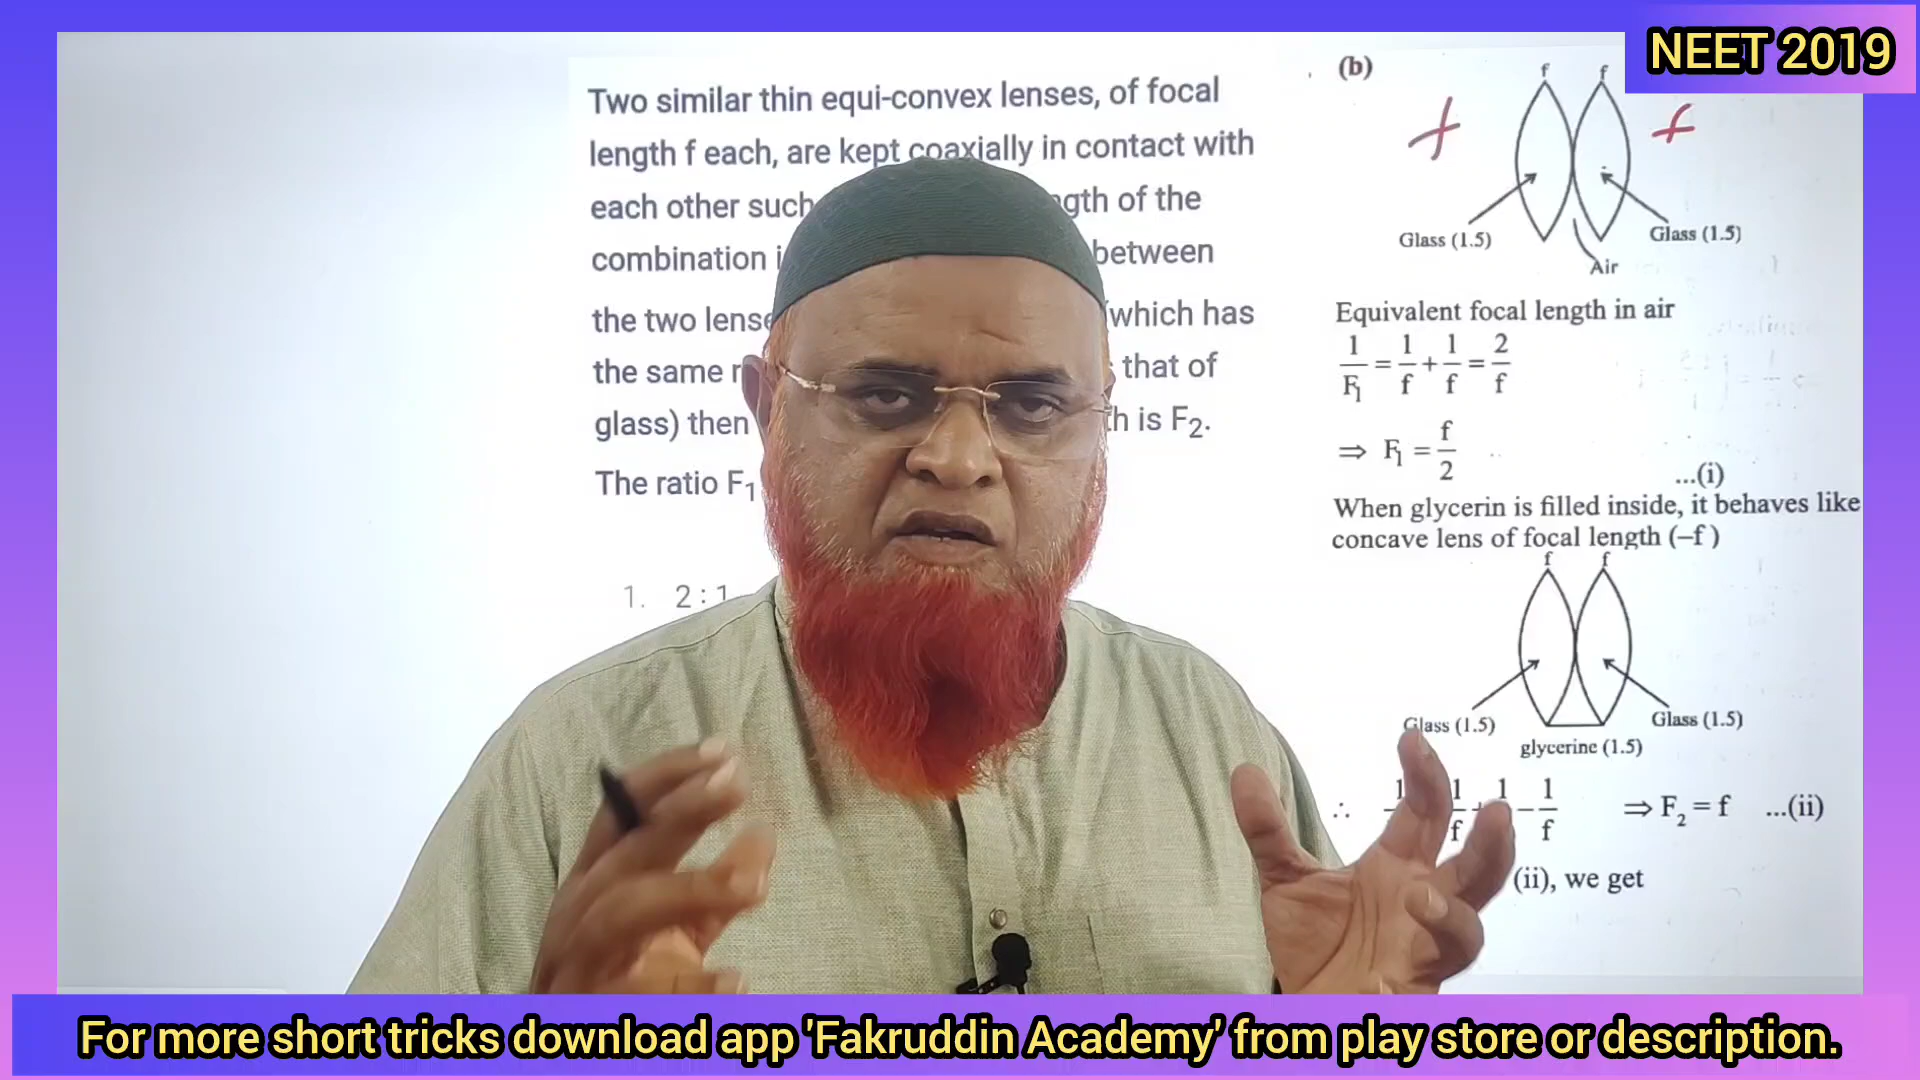 NEET 2019
Two similar thin equi-convex lenses, of focal
length f each, are kept coaxially in contact with
each other such gth of the
combination between
the two lense (which has
the same that of
glass) then is F₂.
The ratio F₁
1. 2 : 1
(b)
f f
+ +
Glass (1.5) Glass (1.5)
Air
Equivalent focal length in air
1/F₁ = 1/f + 1/f = 2/f
⇒ F₁ = f/2 ...(i)
When glycerin is filled inside, it behaves like
concave lens of focal length (–f )
f f
Glass (1.5) Glass (1.5)
glycerine (1.5)
∴ 1 1/f + 1 – 1/f ⇒ F₂ = f ...(ii)
(ii), we get
For more short tricks download app 'Fakruddin Academy' from play store or description.